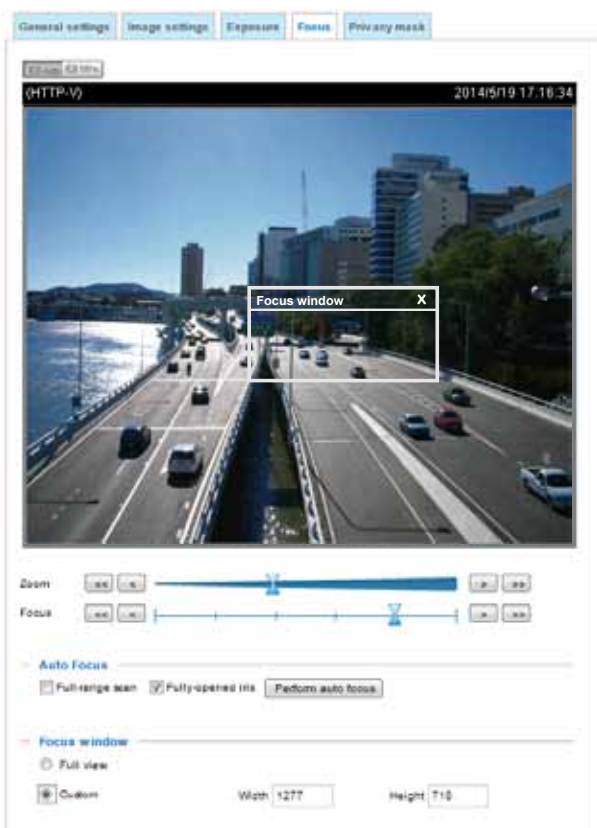 General settings Image settings Exposure Focus Privacy mask
(HTTP-V) 2014/5/19 17:16:34
Focus window X
Zoom << < > >>
Focus << < > >>
Auto Focus
Full-range scan Fully-opened iris Perform auto focus
Focus window
Full view
Custom Width 1277 Height 710